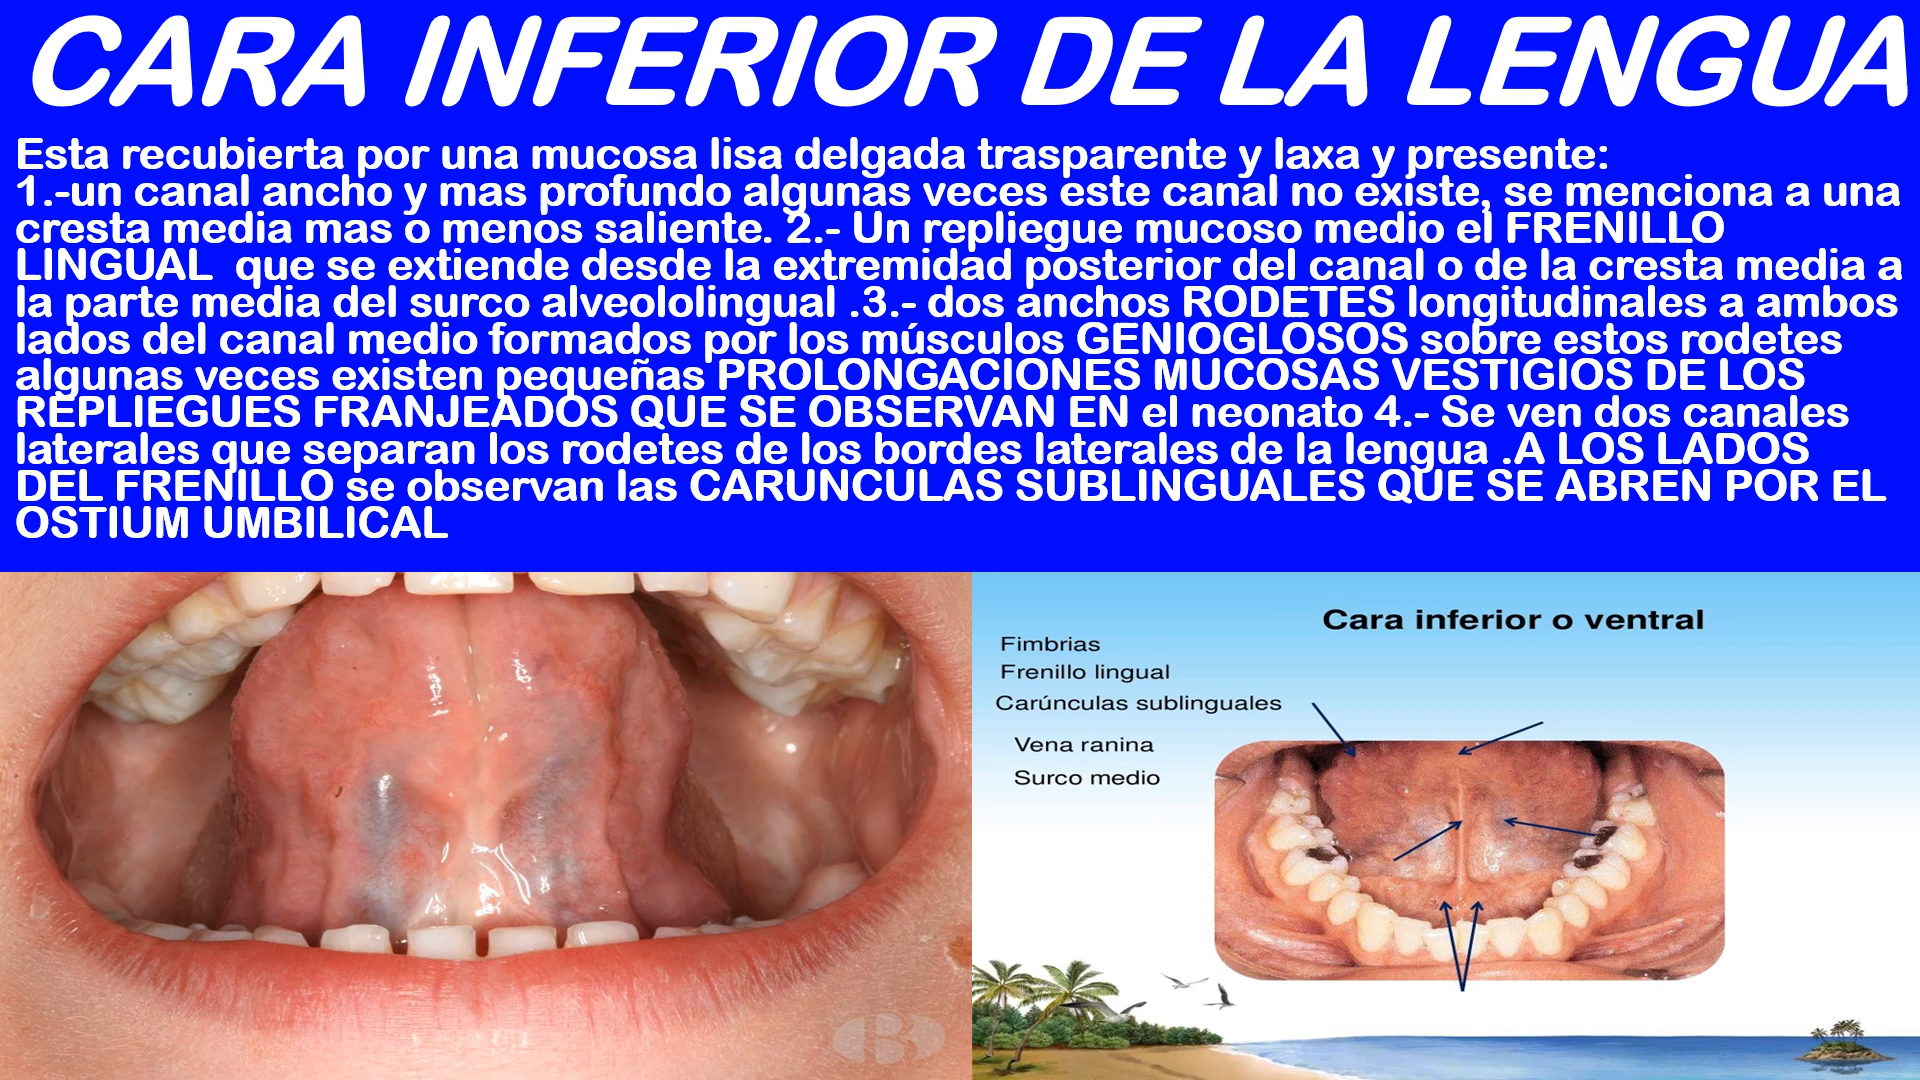 CARA INFERIOR DE LA LENGUA
Esta recubierta por una mucosa lisa delgada trasparente y laxa y presente:
1.-un canal ancho y mas profundo algunas veces este canal no existe, se menciona a una
cresta media mas o menos saliente. 2.- Un repliegue mucoso medio el FRENILLO
LINGUAL  que se extiende desde la extremidad posterior del canal o de la cresta media a
la parte media del surco alveololingual .3.- dos anchos RODETES longitudinales a ambos
lados del canal medio formados por los músculos GENIOGLOSOS sobre estos rodetes
algunas veces existen pequeñas PROLONGACIONES MUCOSAS VESTIGIOS DE LOS
REPLIEGUES FRANJEADOS QUE SE OBSERVAN EN el neonato 4.- Se ven dos canales
laterales que separan los rodetes de los bordes laterales de la lengua .A LOS LADOS
DEL FRENILLO se observan las CARUNCULAS SUBLINGUALES QUE SE ABREN POR EL
OSTIUM UMBILICAL
Cara inferior o ventral
Fimbrias
Frenillo lingual
Carúnculas sublinguales
Vena ranina
Surco medio